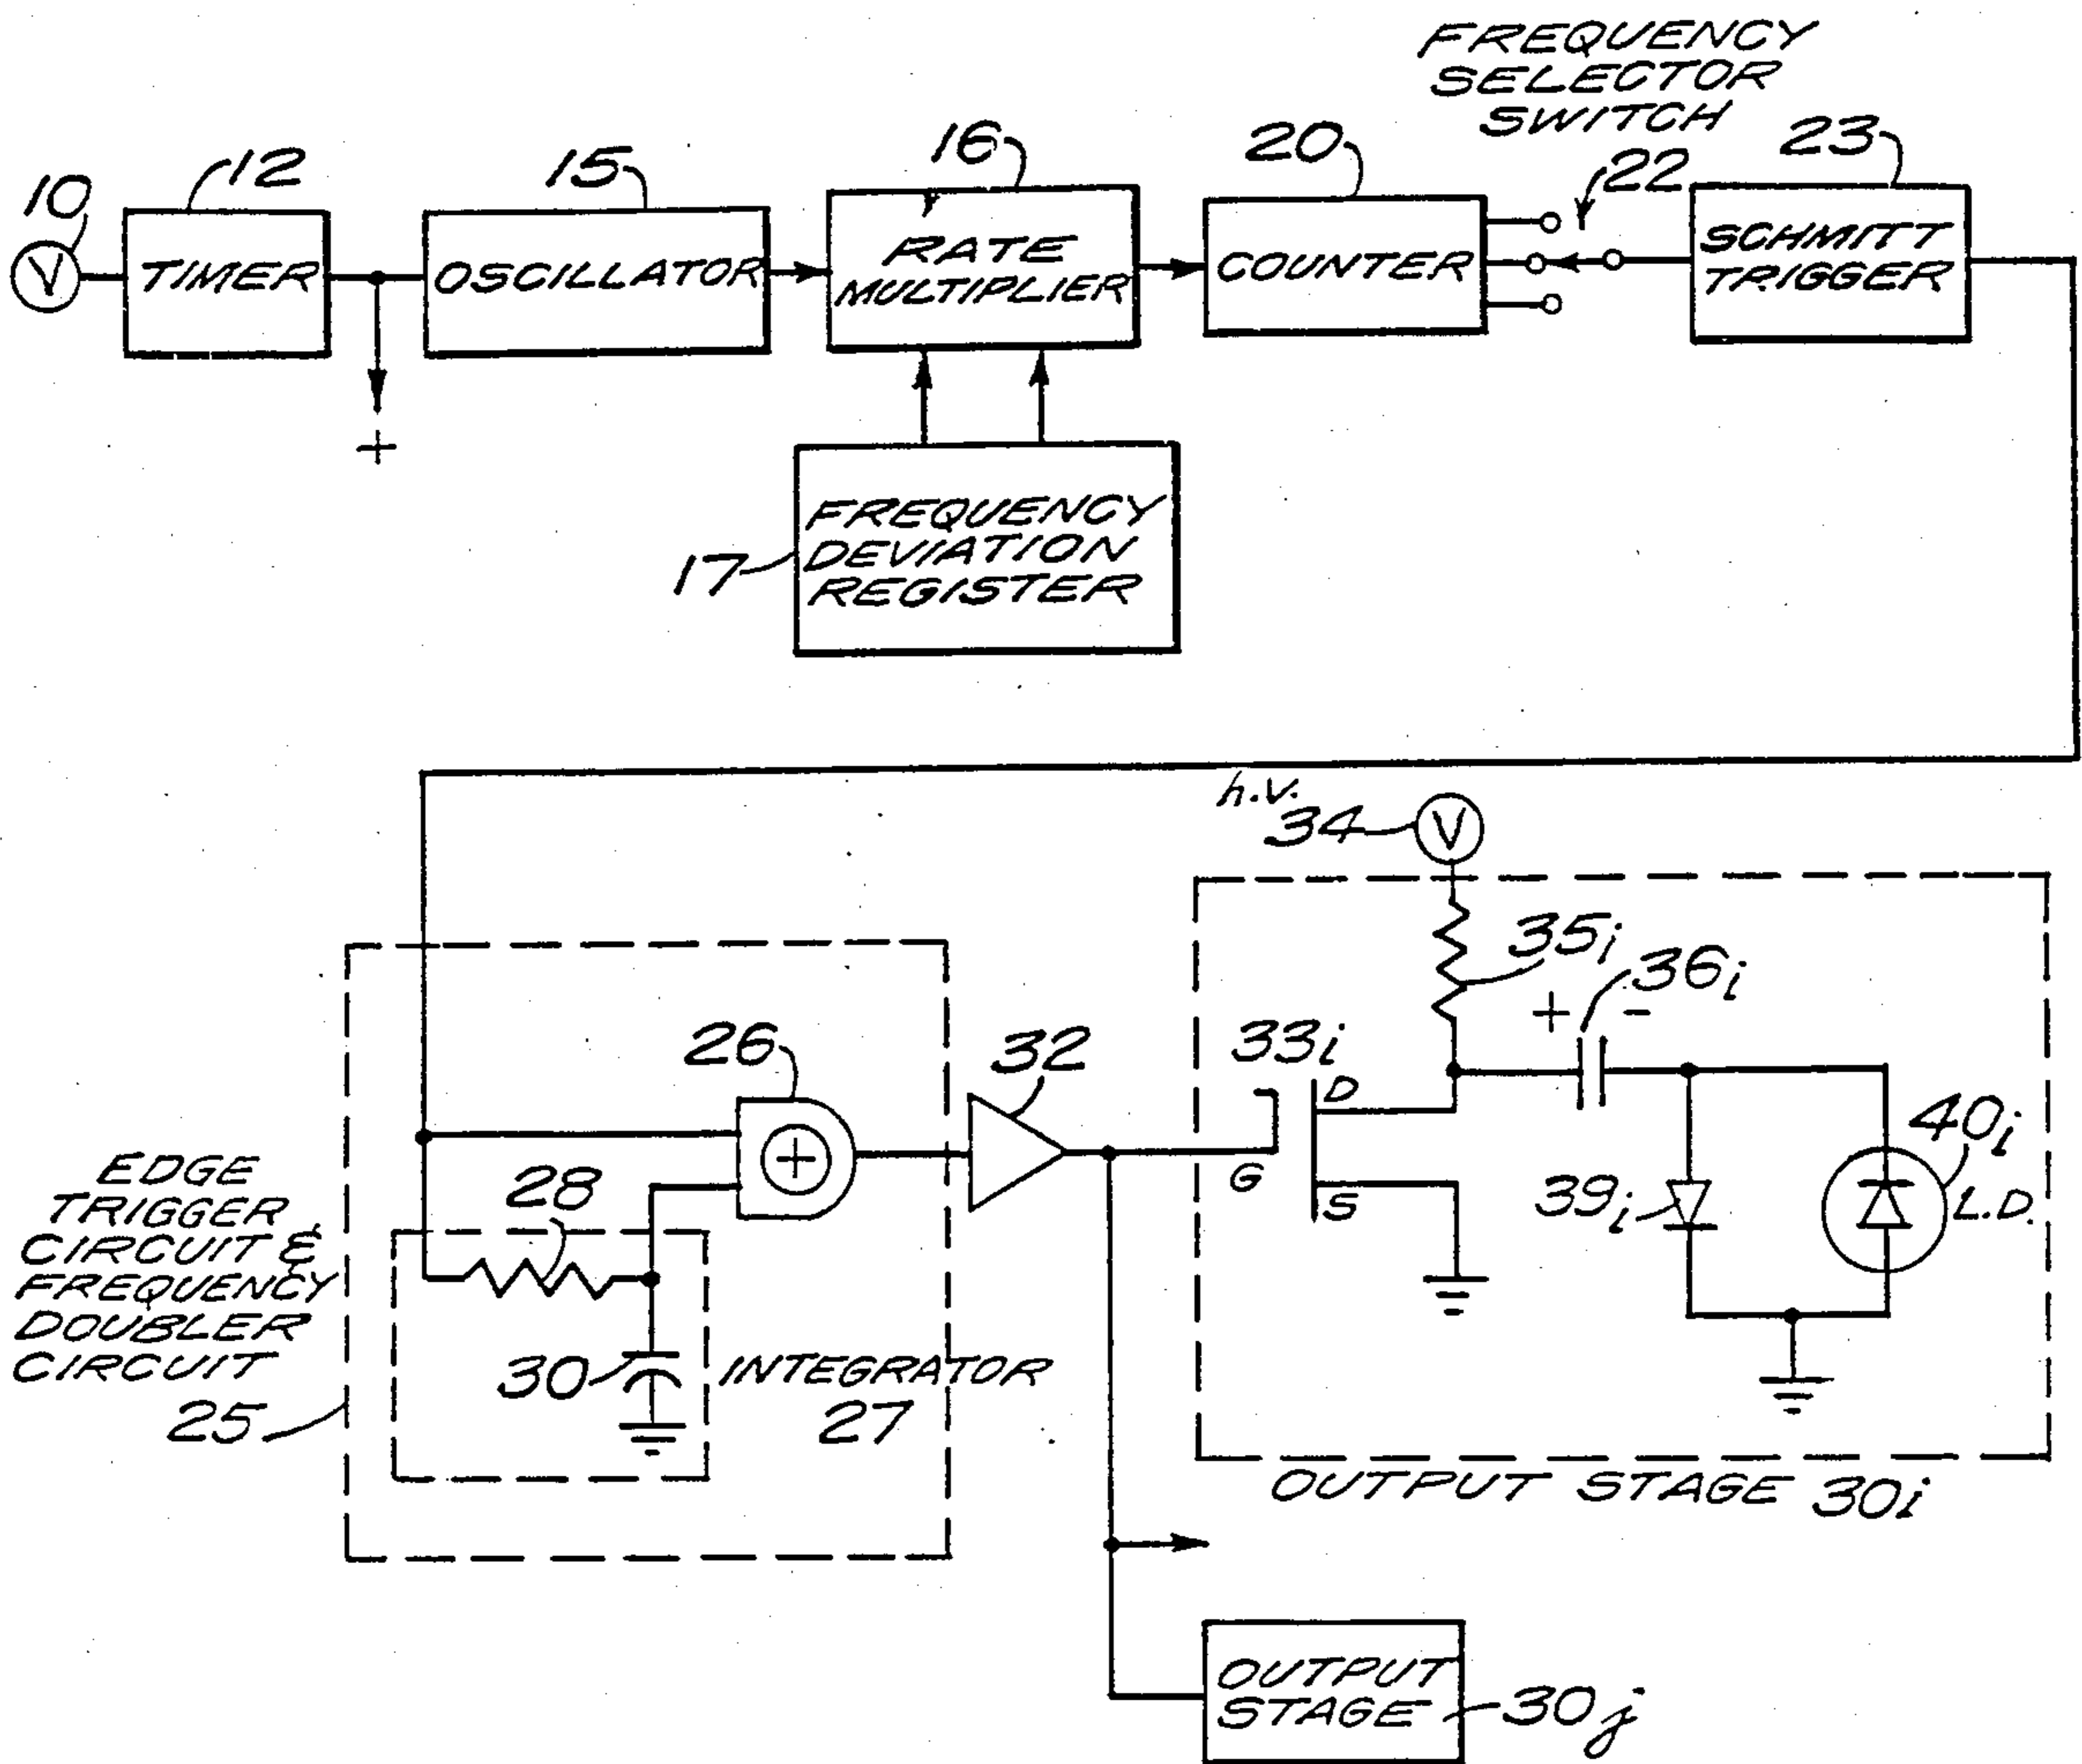 FREQUENCY
SELECTOR
SWITCH
10
12
15
16
20
22
23
V
TIMER
OSCILLATOR
RATE
MULTIPLIER
COUNTER
SCHMITT
TRIGGER
+
17
FREQUENCY
DEVIATION
REGISTER
h.v.
34
V
35i
36i
+ -
33i
D
G
S
39i
40i
L.D.
26
32
28
EDGE
TRIGGER
CIRCUIT &
FREQUENCY
DOUBLER
CIRCUIT
25
+
30
INTEGRATOR
27
OUTPUT STAGE 30i
OUTPUT
STAGE
30j